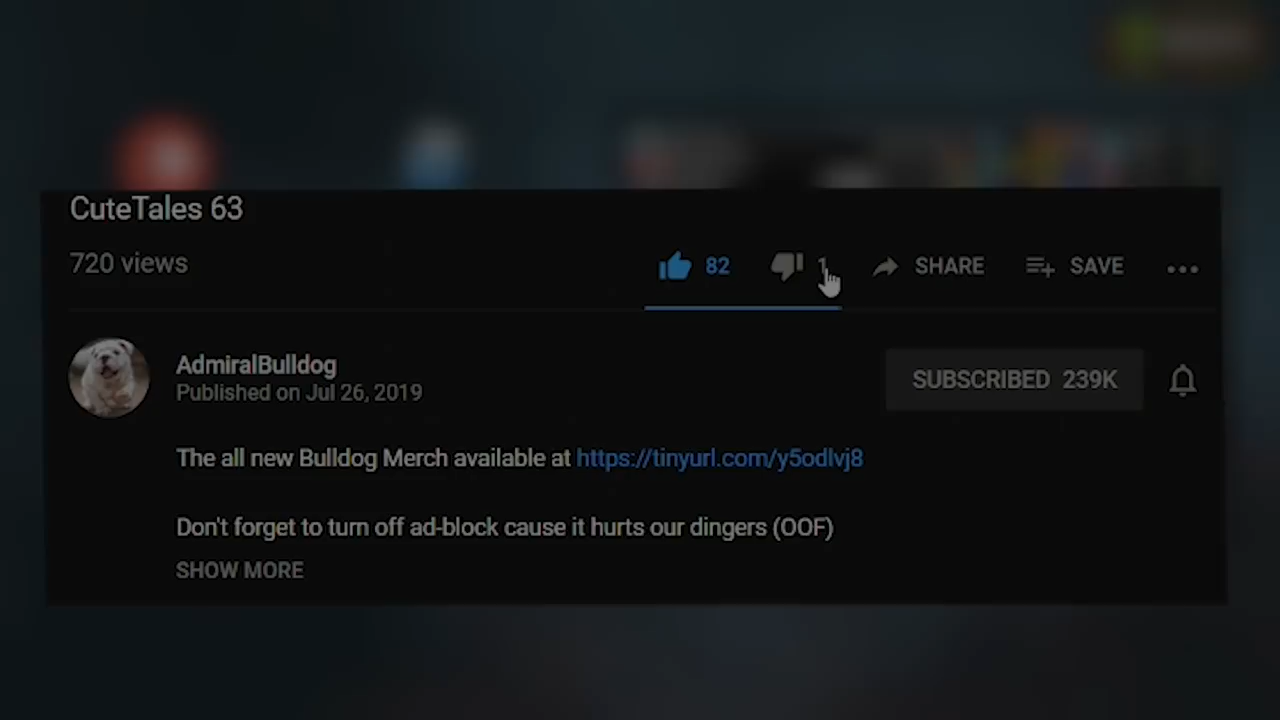 CuteTales 63
720 views
82 1 SHARE SAVE
AdmiralBulldog
Published on Jul 26, 2019
SUBSCRIBED 239K
The all new Bulldog Merch available at https://tinyurl.com/y5odlvj8
Don't forget to turn off ad-block cause it hurts our dingers (OOF)
SHOW MORE